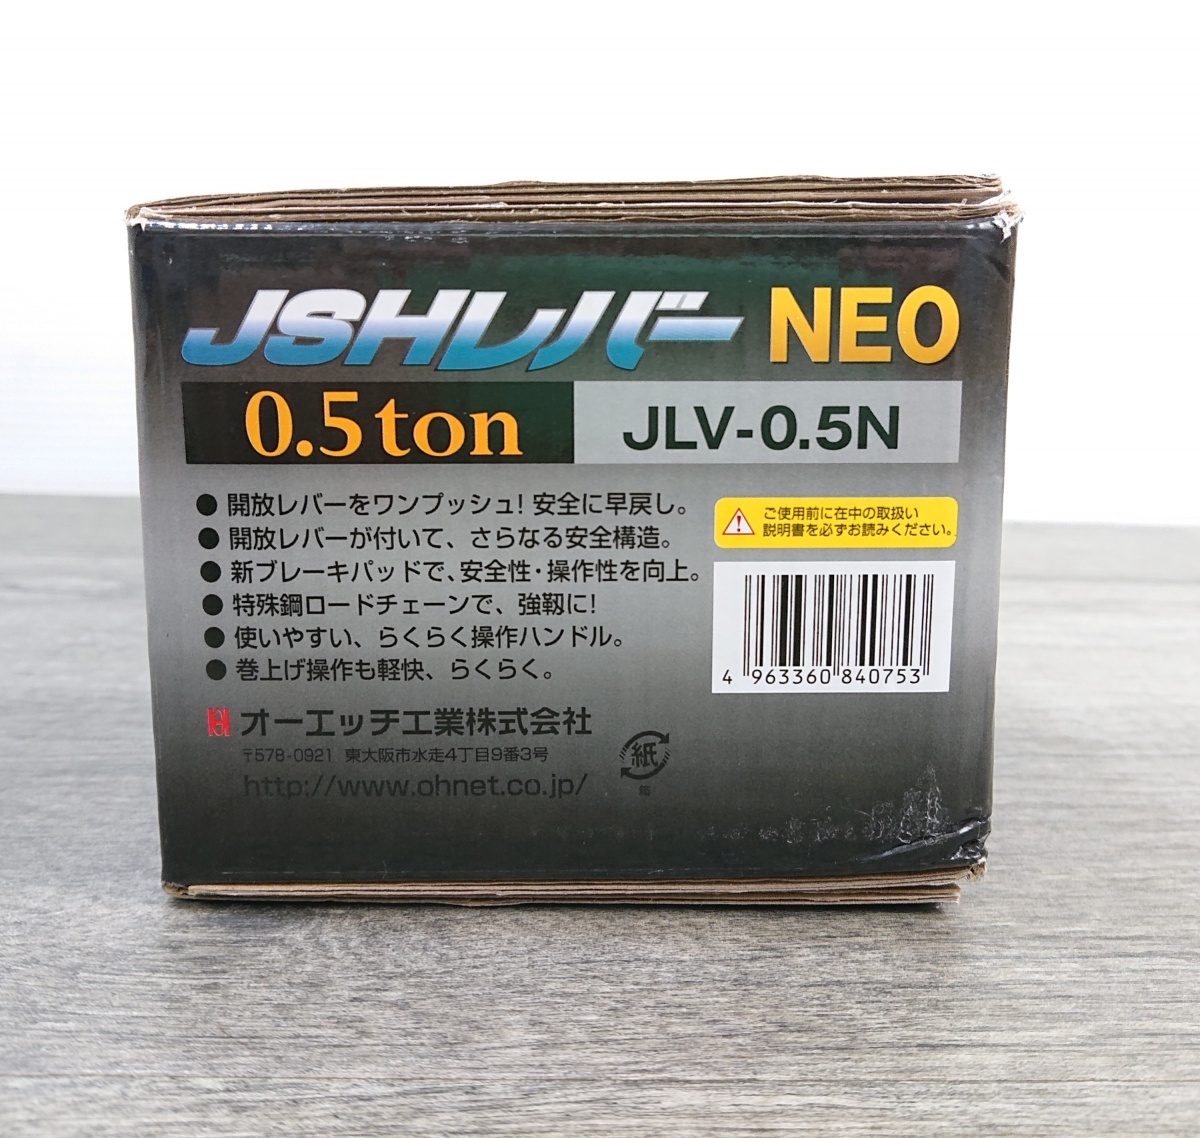 JSHレバー NEO
0.5ton JLV-0.5N
● 開放レバーをワンプッシュ! 安全に早戻し。
● 開放レバーが付いて、さらなる安全構造。
● 新ブレーキパッドで、安全性・操作性を向上。
● 特殊鋼ロードチェーンで、強靱に!
● 使いやすい、らくらく操作ハンドル。
● 巻上げ操作も軽快、らくらく。
ご使用前に在中の取扱い
説明書を必ずお読みください。
4 963360 840753
オーエッチ工業株式会社
〒578-0921 東大阪市水走4丁目9番3号
http://www.ohnet.co.jp/
紙
箱